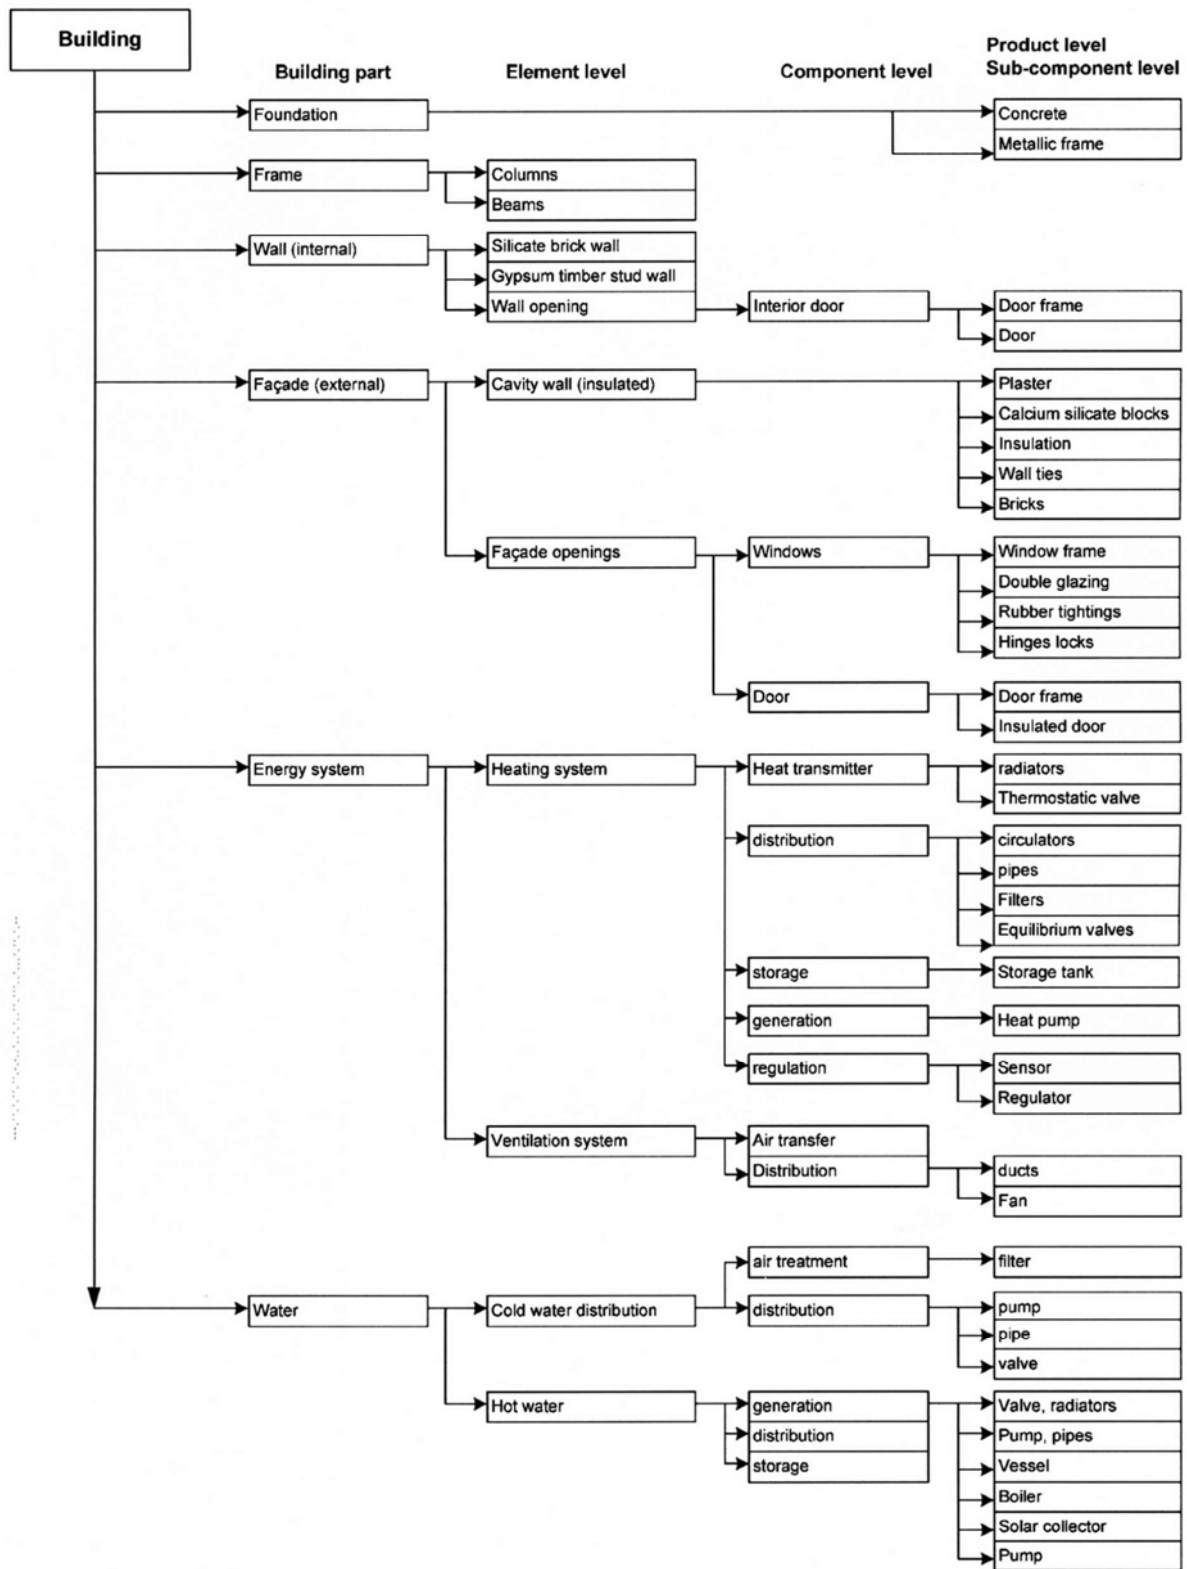 Building
Product level
Building part Element level Component level Sub-component level
Foundation Concrete
Metallic frame
Frame Columns
Beams
Wall (internal) Silicate brick wall
Gypsum timber stud wall
Wall opening Interior door Door frame
Door
Façade (external) Cavity wall (insulated) Plaster
Calcium silicate blocks
Insulation
Wall ties
Bricks
Façade openings Windows Window frame
Double glazing
Rubber tightings
Hinges locks
Door Door frame
Insulated door
Energy system Heating system Heat transmitter radiators
Thermostatic valve
distribution circulators
pipes
Filters
Equilibrium valves
storage Storage tank
generation Heat pump
regulation Sensor
Regulator
Ventilation system Air transfer
Distribution ducts
Fan
air treatment filter
Water Cold water distribution distribution pump
pipe
valve
Hot water generation Valve, radiators
distribution Pump, pipes
storage Vessel
Boiler
Solar collector
Pump